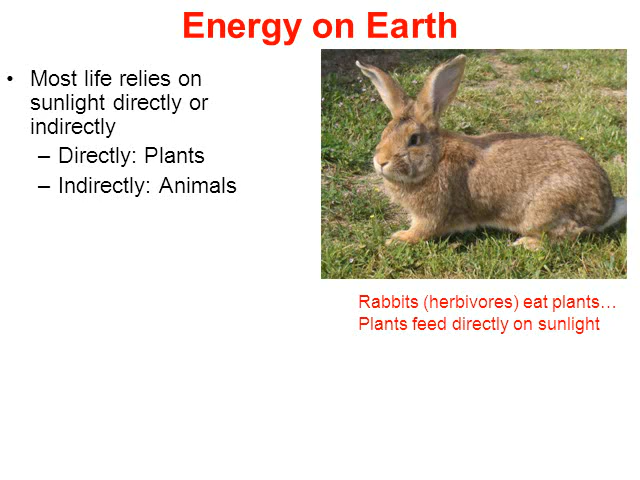 Energy on Earth
• Most life relies on
sunlight directly or
indirectly
– Directly: Plants
– Indirectly: Animals
Rabbits (herbivores) eat plants…
Plants feed directly on sunlight